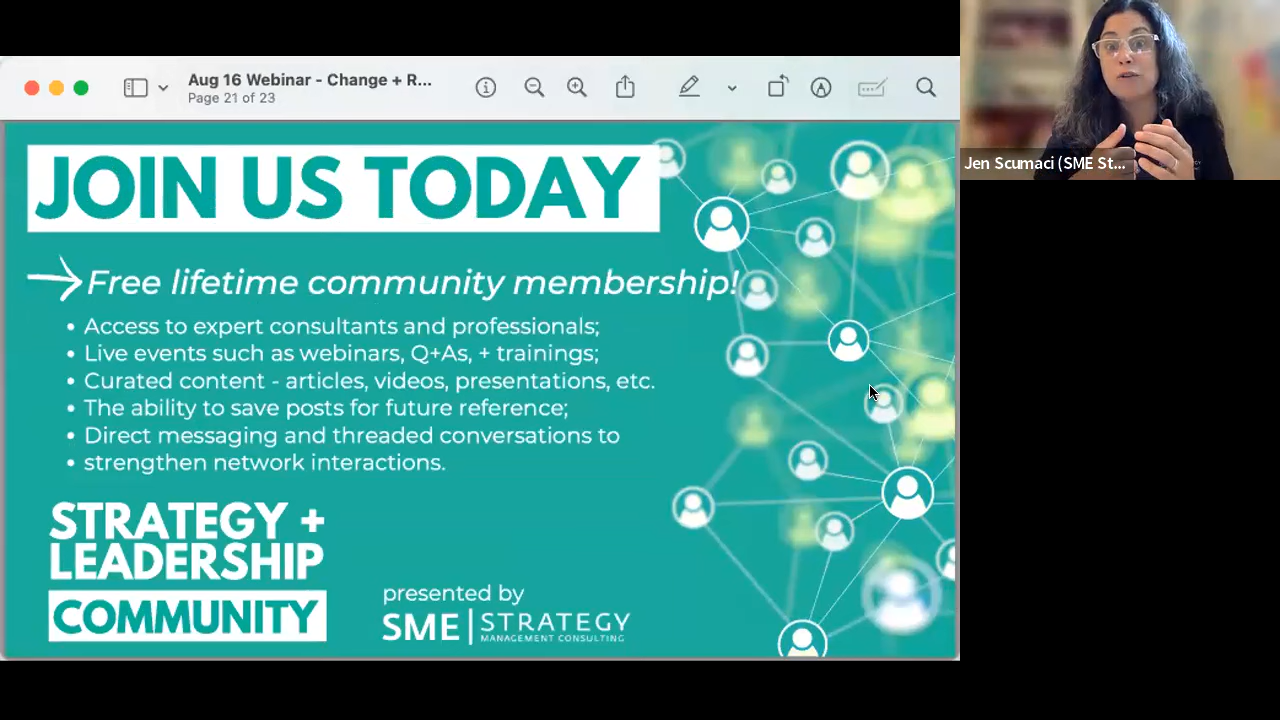 Aug 16 Webinar - Change + R...
Page 21 of 23
Jen Scumaci (SME St...
JOIN US TODAY
Free lifetime community membership!
• Access to expert consultants and professionals;
• Live events such as webinars, Q+As, + trainings;
• Curated content - articles, videos, presentations, etc.
• The ability to save posts for future reference;
• Direct messaging and threaded conversations to
• strengthen network interactions.
STRATEGY +
LEADERSHIP
COMMUNITY
presented by
SME | STRATEGY
MANAGEMENT CONSULTING